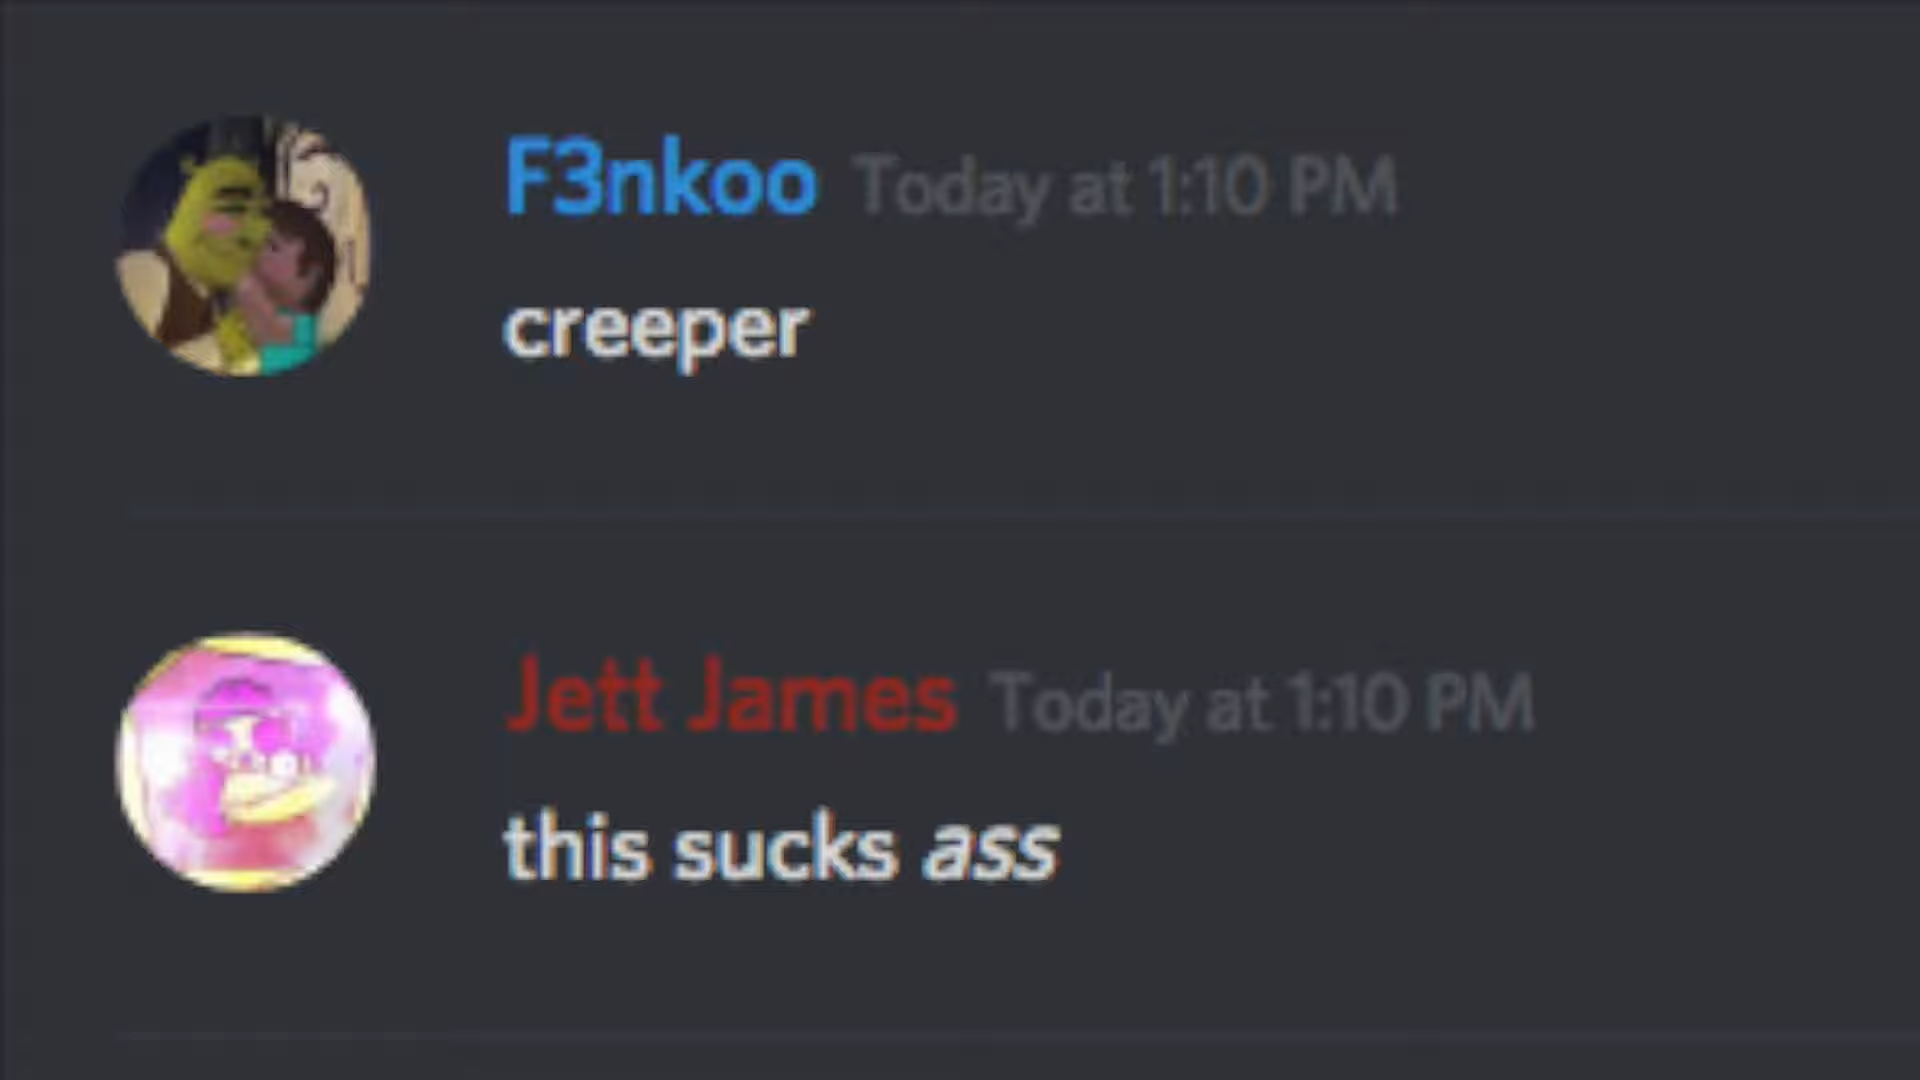 F3nkoo Today at 1:10 PM
creeper
Jett James Today at 1:10 PM
this sucks ass